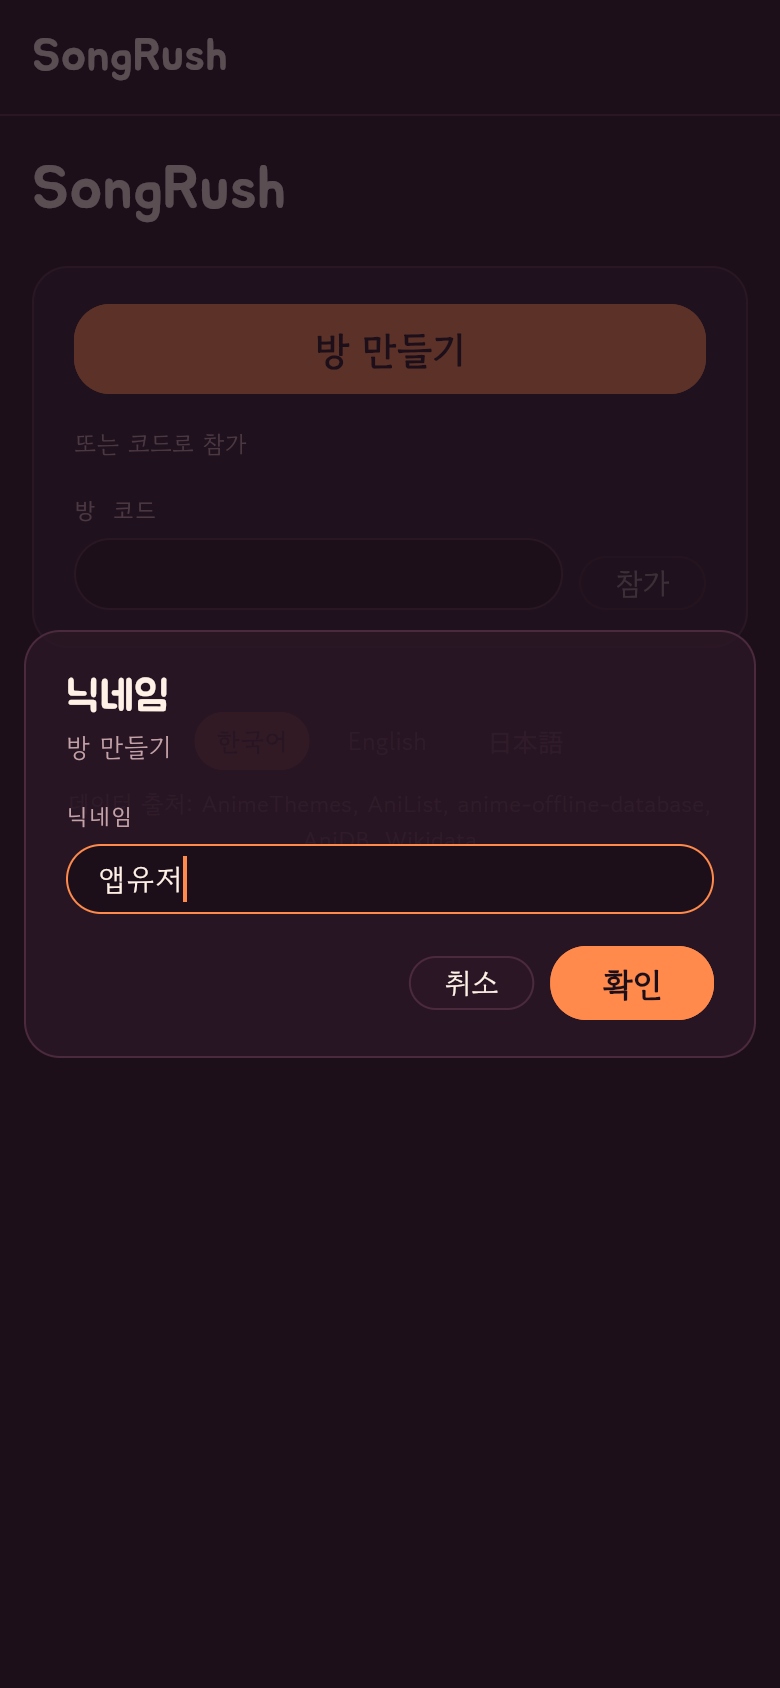 SongRush
SongRush
방 만들기
또는 코드로 참가
방 코드
참가
닉네임
방 만들기
한국어 English 日本語
데이터 출처: AnimeThemes, AniList, anime-offline-database,
AniDB, Wikidata
닉네임
앱유저
취소 확인